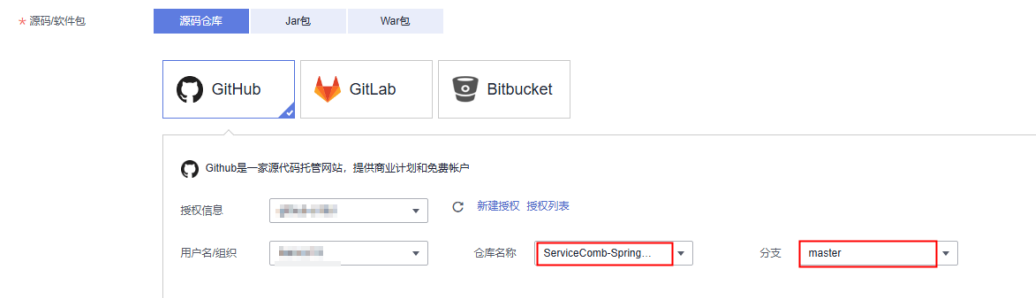 * 源码/软件包 源码仓库 Jar包 War包
GitHub GitLab Bitbucket
Github是一家源代码托管网站，提供商业计划和免费帐户
授权信息 新建授权 授权列表
用户名/组织 仓库名称 ServiceComb-Spring... 分支 master